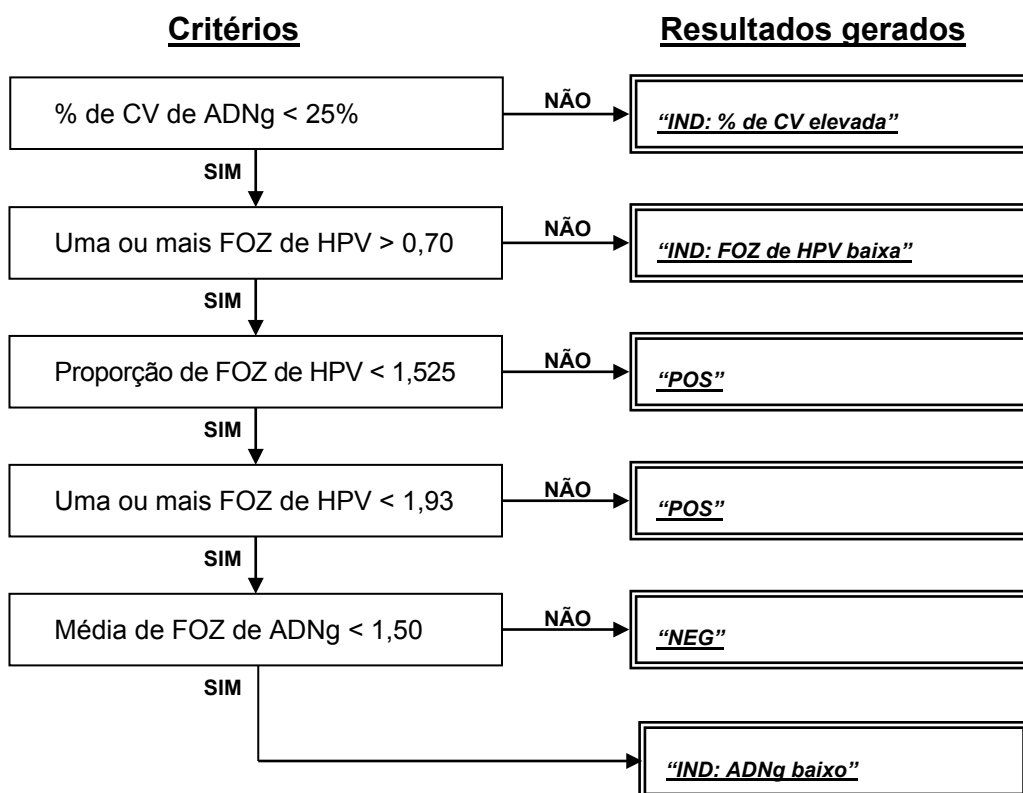 Critérios
Resultados gerados
% de CV de ADNg < 25%
NÃO
“IND: % de CV elevada”
SIM
Uma ou mais FOZ de HPV > 0,70
NÃO
“IND: FOZ de HPV baixa”
SIM
Proporção de FOZ de HPV < 1,525
NÃO
“POS”
SIM
Uma ou mais FOZ de HPV < 1,93
NÃO
“POS”
SIM
Média de FOZ de ADNg < 1,50
NÃO
“NEG”
SIM
“IND: ADNg baixo”